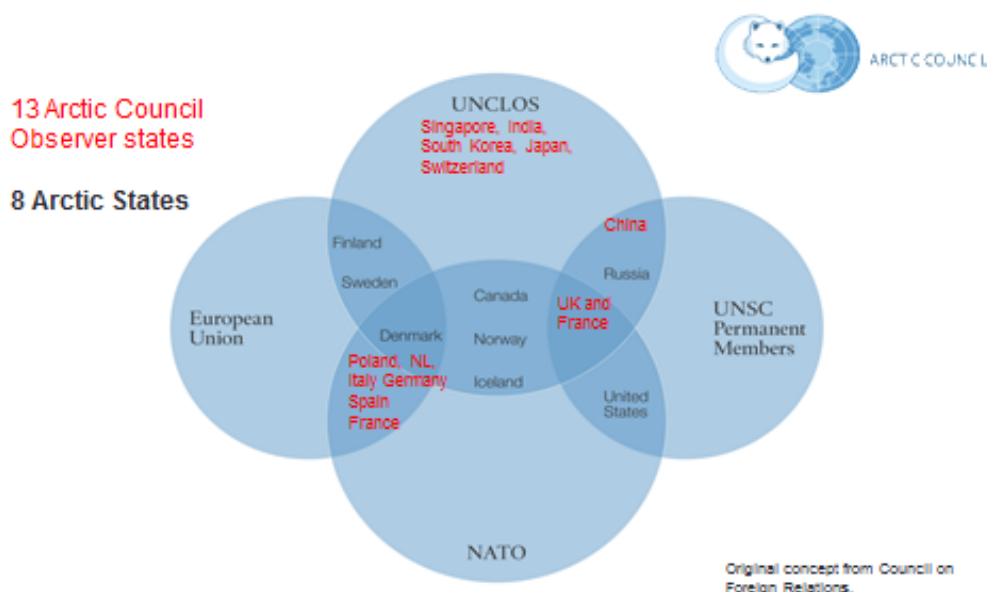 ARCTIC COUNCIL
13 Arctic Council
Observer states
8 Arctic States
UNCLOS
Singapore, India,
South Korea, Japan,
Switzerland
China
Finland
Sweden
Russia
Canada
UK and
France
European
Union
Denmark
Norway
UNSC
Permanent
Members
Poland, NL,
Italy Germany
Spain
France
Iceland
United
States
NATO
Original concept from Council on
Foreign Relations.